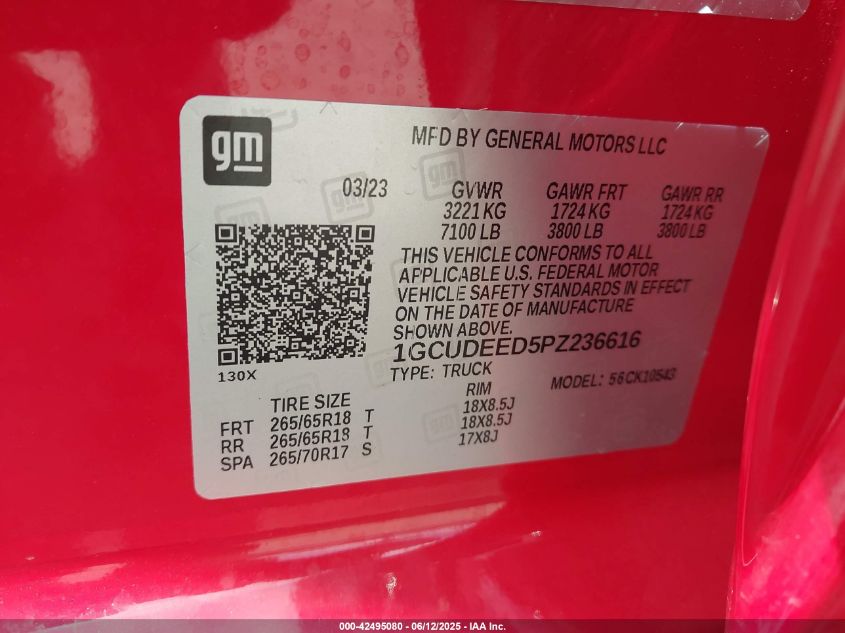 gm
MFD BY GENERAL MOTORS LLC
03/23 GVWR GAWR FRT GAWR RR
3221 KG 1724 KG 1724 KG
7100 LB 3800 LB 3800 LB
THIS VEHICLE CONFORMS TO ALL
APPLICABLE U.S. FEDERAL MOTOR
VEHICLE SAFETY STANDARDS IN EFFECT
ON THE DATE OF MANUFACTURE
SHOWN ABOVE.
1GCUDEED5PZ236616
130X
TYPE: TRUCK MODEL: 56CK10543
TIRE SIZE RIM
FRT 265/65R18 T 18X8.5J
RR 265/65R18 T 18X8.5J
SPA 265/70R17 S 17X8J
000-42495080 - 06/12/2025 - IAA Inc.